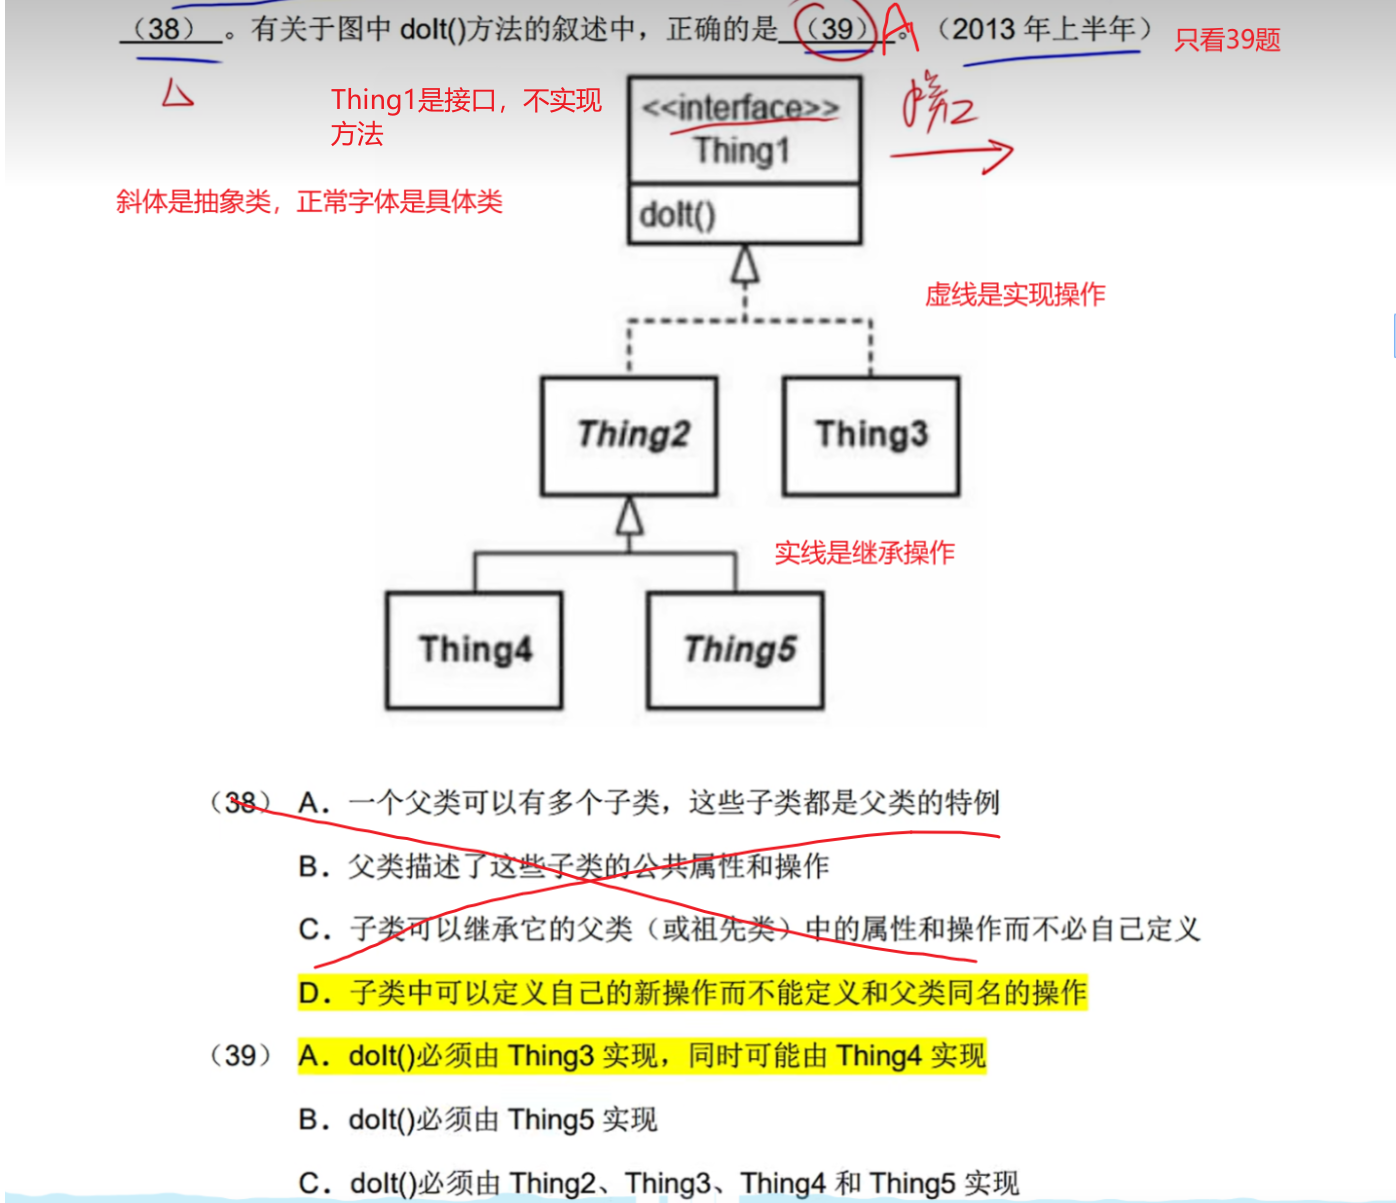 （38）。有关于图中 doIt()方法的叙述中，正确的是（39）A。（2013 年上半年）
只看39题
Thing1是接口，不实现
方法
<<interface>>
Thing1
接口
斜体是抽象类，正常字体是具体类
doIt()
虚线是实现操作
Thing2
Thing3
实线是继承操作
Thing4
Thing5
（38） A．一个父类可以有多个子类，这些子类都是父类的特例
B．父类描述了这些子类的公共属性和操作
C．子类可以继承它的父类（或祖先类）中的属性和操作而不必自己定义
D．子类中可以定义自己的新操作而不能定义和父类同名的操作
（39） A．doIt()必须由 Thing3 实现，同时可能由 Thing4 实现
B．doIt()必须由 Thing5 实现
C．doIt()必须由 Thing2、Thing3、Thing4 和 Thing5 实现